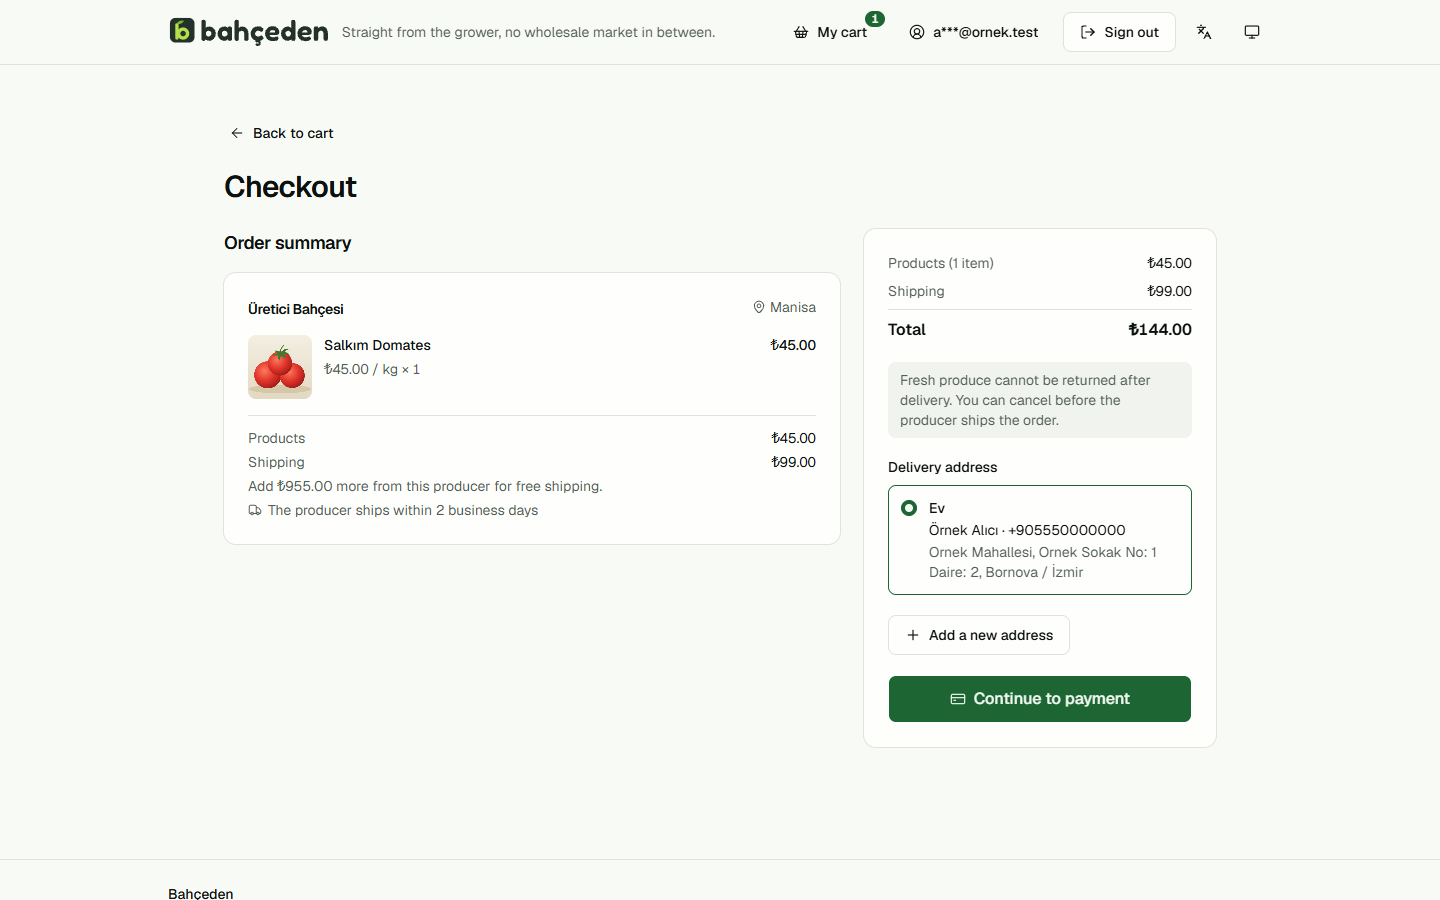 bahçeden
Straight from the grower, no wholesale market in between.
My cart
1
a***@ornek.test
Sign out
Back to cart
Checkout
Order summary
Üretici Bahçesi
Manisa
Salkım Domates
₺45.00
₺45.00 / kg × 1
Products
₺45.00
Shipping
₺99.00
Add ₺955.00 more from this producer for free shipping.
The producer ships within 2 business days
Products (1 item)
₺45.00
Shipping
₺99.00
Total
₺144.00
Fresh produce cannot be returned after
delivery. You can cancel before the
producer ships the order.
Delivery address
Ev
Örnek Alıcı · +905550000000
Ornek Mahallesi, Ornek Sokak No: 1
Daire: 2, Bornova / İzmir
Add a new address
Continue to payment
Bahçeden